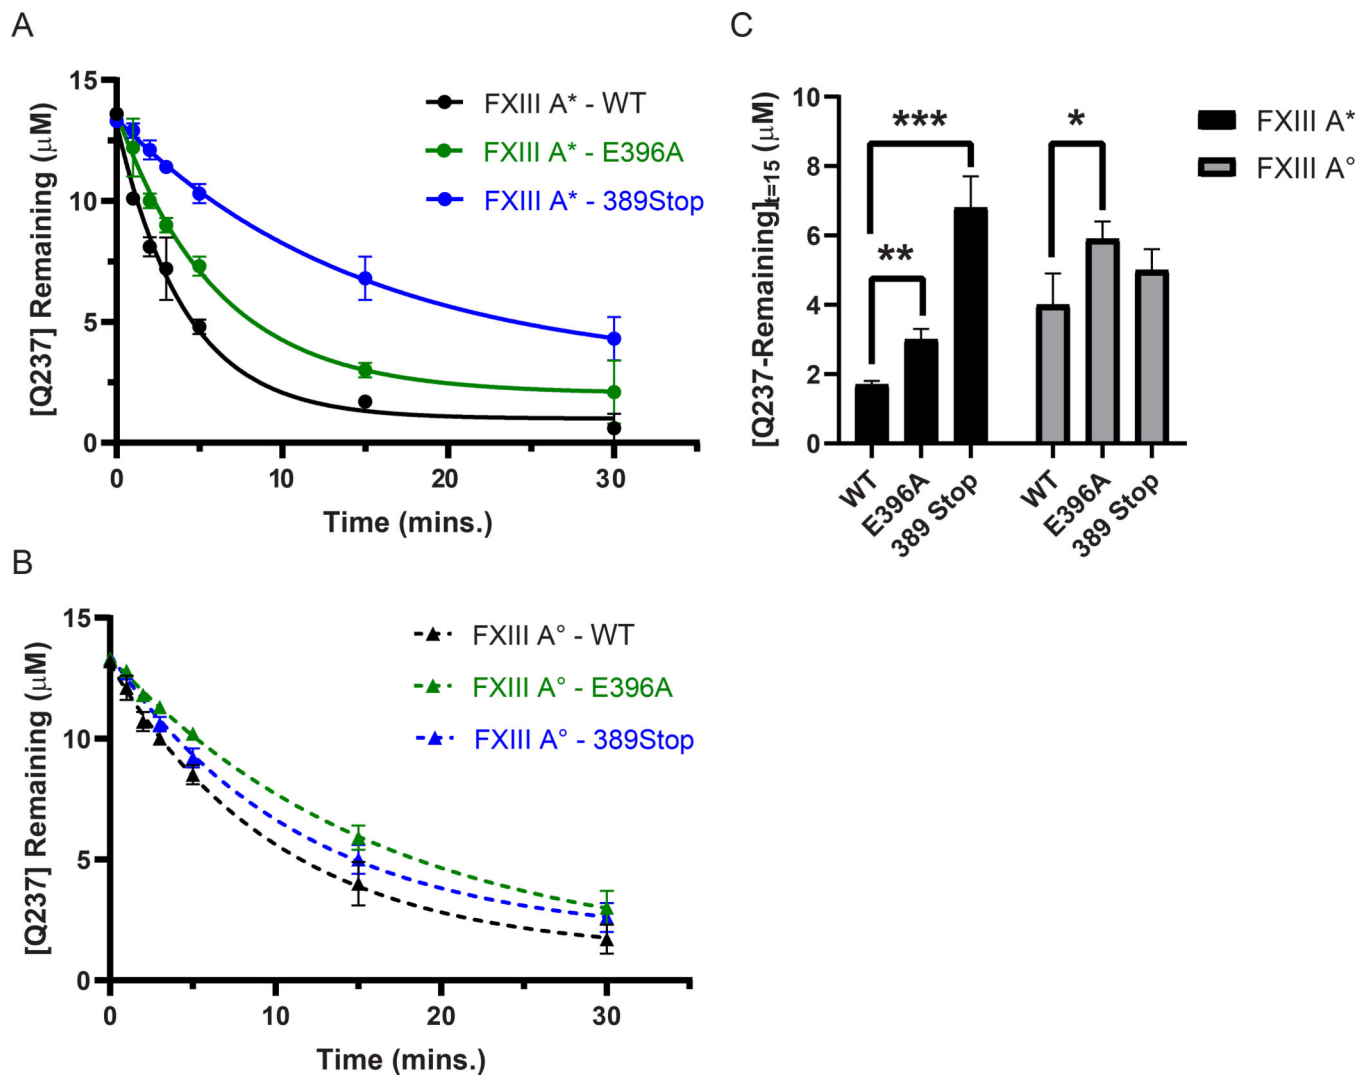 A
[Q237] Remaining (μM)
15
10
5
0
0
10
20
30
Time (mins.)
FXIII A* - WT
FXIII A* - E396A
FXIII A* - 389Stop
B
[Q237] Remaining (μM)
15
10
5
0
0
10
20
30
Time (mins.)
FXIII A° - WT
FXIII A° - E396A
FXIII A° - 389Stop
C
[Q237-Remaining]t=15 (μM)
10
8
6
4
2
0
***
**
*
WT
E396A
389 Stop
WT
E396A
389 Stop
FXIII A*
FXIII A°